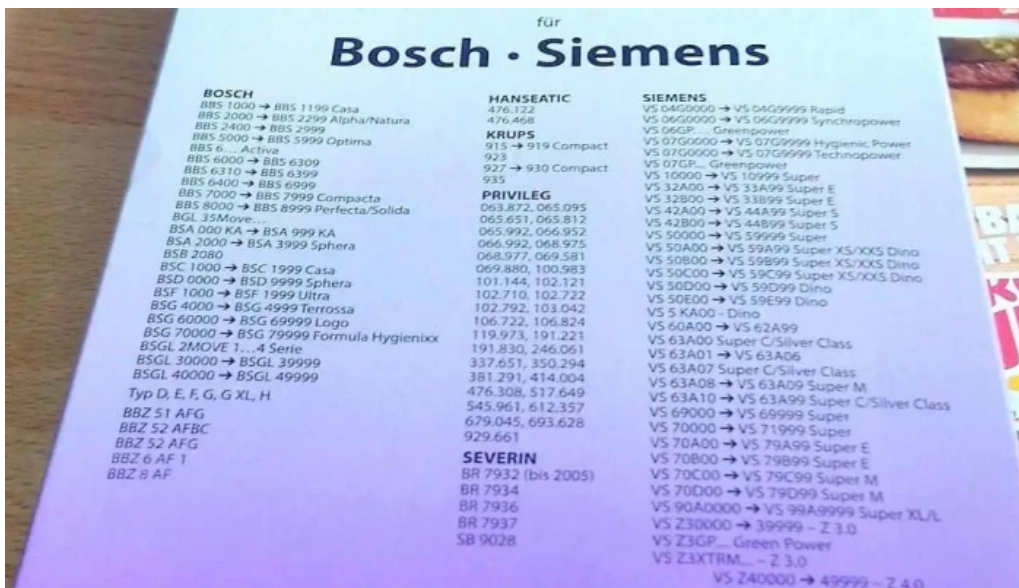 für
Bosch · Siemens
BOSCH
BBS 1000 → BBS 1199 Casa
BBS 2000 → BBS 2299 Alpha/Natura
BBS 2400 → BBS 2999
BBS 5000 → BBS 5999 Optima
BBS 6... Activa
BBS 6000 → BBS 6309
BBS 6310 → BBS 6399
BBS 6400 → BBS 6999
BBS 7000 → BBS 7999 Compacta
BBS 8000 → BBS 8999 Perfecta/Solida
BGL 35Move...
BSA 000 KA → BSA 999 KA
BSA 2000 → BSA 3999 Sphera
BSB 2080
BSC 1000 → BSC 1999 Casa
BSD 0000 → BSD 9999 Sphera
BSF 1000 → BSF 1999 Ultra
BSG 4000 → BSG 4999 Terrossa
BSG 60000 → BSG 69999 Logo
BSG 70000 → BSG 79999 Formula Hygienixx
BSGL 2MOVE 1...4 Serie
BSGL 30000 → BSGL 39999
BSGL 40000 → BSGL 49999
Typ D, E, F, G, G XL, H
BBZ 51 AFG
BBZ 52 AFBC
BBZ 52 AFG
BBZ 6 AF 1
BBZ 8 AF
HANSEATIC
476.122
476.468
KRUPS
915 → 919 Compact
923
927 → 930 Compact
935
PRIVILEG
063.872, 065.095
065.651, 065.812
065.992, 066.952
066.992, 068.975
068.977, 069.581
069.880, 100.983
101.144, 102.121
102.710, 102.722
102.792, 103.042
106.722, 106.824
119.973, 191.221
191.830, 246.061
337.651, 350.294
381.291, 414.004
476.308, 517.649
545.961, 612.357
679.045, 693.628
929.661
SEVERIN
BR 7932 (bis 2005)
BR 7934
BR 7936
BR 7937
SB 9028
SIEMENS
VS 04G0000 → VS 04G9999 Rapid
VS 06G0000 → VS 06G9999 Synchropower
VS 06GP.... Greenpower
VS 07G0000 → VS 07G9999 Hygienic Power
VS 07G0000 → VS 07G9999 Technopower
VS 07GP... Greenpower
VS 10000 → VS 10999 Super
VS 32A00 → VS 33A99 Super E
VS 32B00 → VS 33B99 Super E
VS 42A00 → VS 44A99 Super S
VS 42B00 → VS 44B99 Super S
VS 50000 → VS 59999 Super
VS 50A00 → VS 59A99 Super XS/XXS Dino
VS 50B00 → VS 59B99 Super XS/XXS Dino
VS 50C00 → VS 59C99 Super XS/XXS Dino
VS 50D00 → VS 59D99 Dino
VS 50E00 → VS 59E99 Dino
VS 5 KA00 - Dino
VS 60A00 → VS 62A99
VS 63A00 Super C/Silver Class
VS 63A01 → VS 63A06
VS 63A07 Super C/Silver Class
VS 63A08 → VS 63A09 Super M
VS 63A10 → VS 63A99 Super C/Silver Class
VS 69000 → VS 69999 Super
VS 70000 → VS 71999 Super
VS 70A00 → VS 79A99 Super E
VS 70B00 → VS 79B99 Super E
VS 70C00 → VS 79C99 Super M
VS 70D00 → VS 79D99 Super M
VS 90A0000 → VS 99A9999 Super XL/L
VS Z30000 → 39999 – Z 3.0
VS Z3GP... Green Power
VS Z3XTRM... – Z 3.0
VS Z40000 → 49999 – Z 4.0